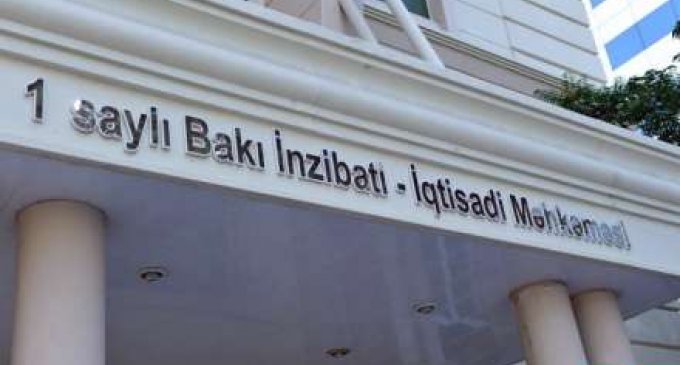 1 saylı Bakı İnzibati - İqtisadi Məhkəməsi